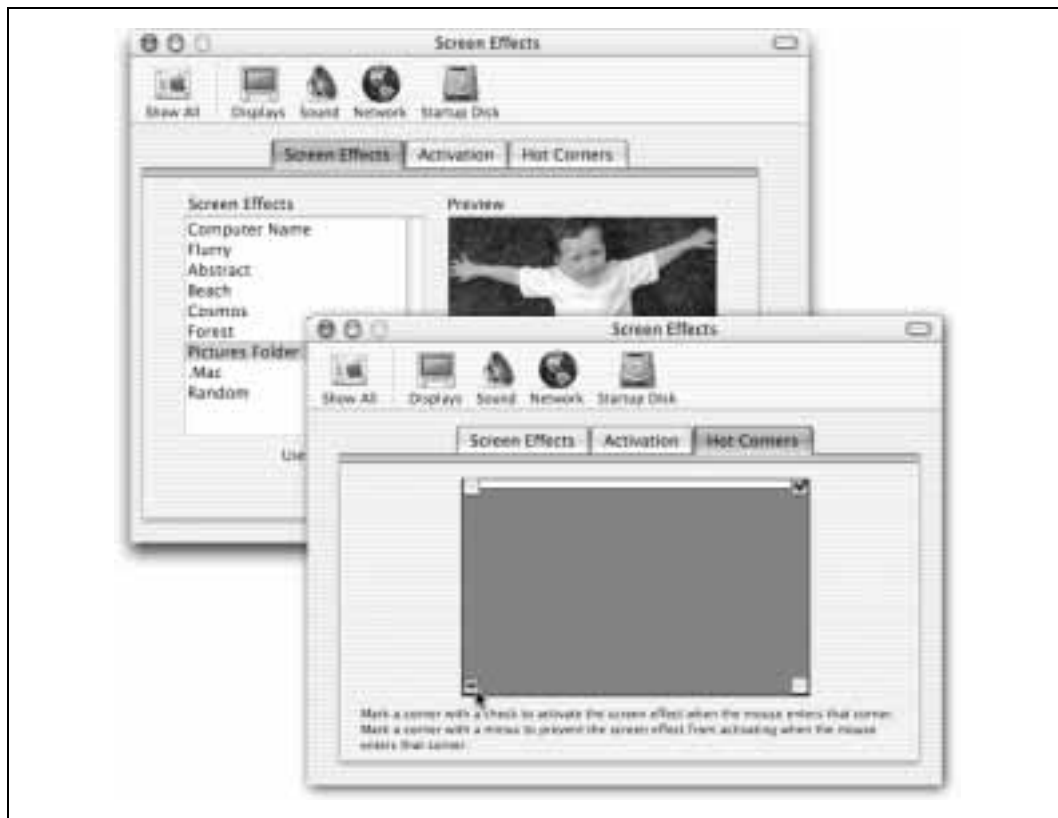 Screen Effects
Show All Displays Sound Network Startup Disk
Screen Effects Activation Hot Corners
Screen Effects
Preview
Computer Name
Flurry
Abstract
Beach
Cosmos
Forest
Pictures Folder
.Mac
Random
Use
Screen Effects
Show All Displays Sound Network Startup Disk
Screen Effects Activation Hot Corners
Mark a corner with a check to activate the screen effect when the mouse enters that corner.
Mark a corner with a minus to prevent the screen effect from activating when the mouse
enters that corner.